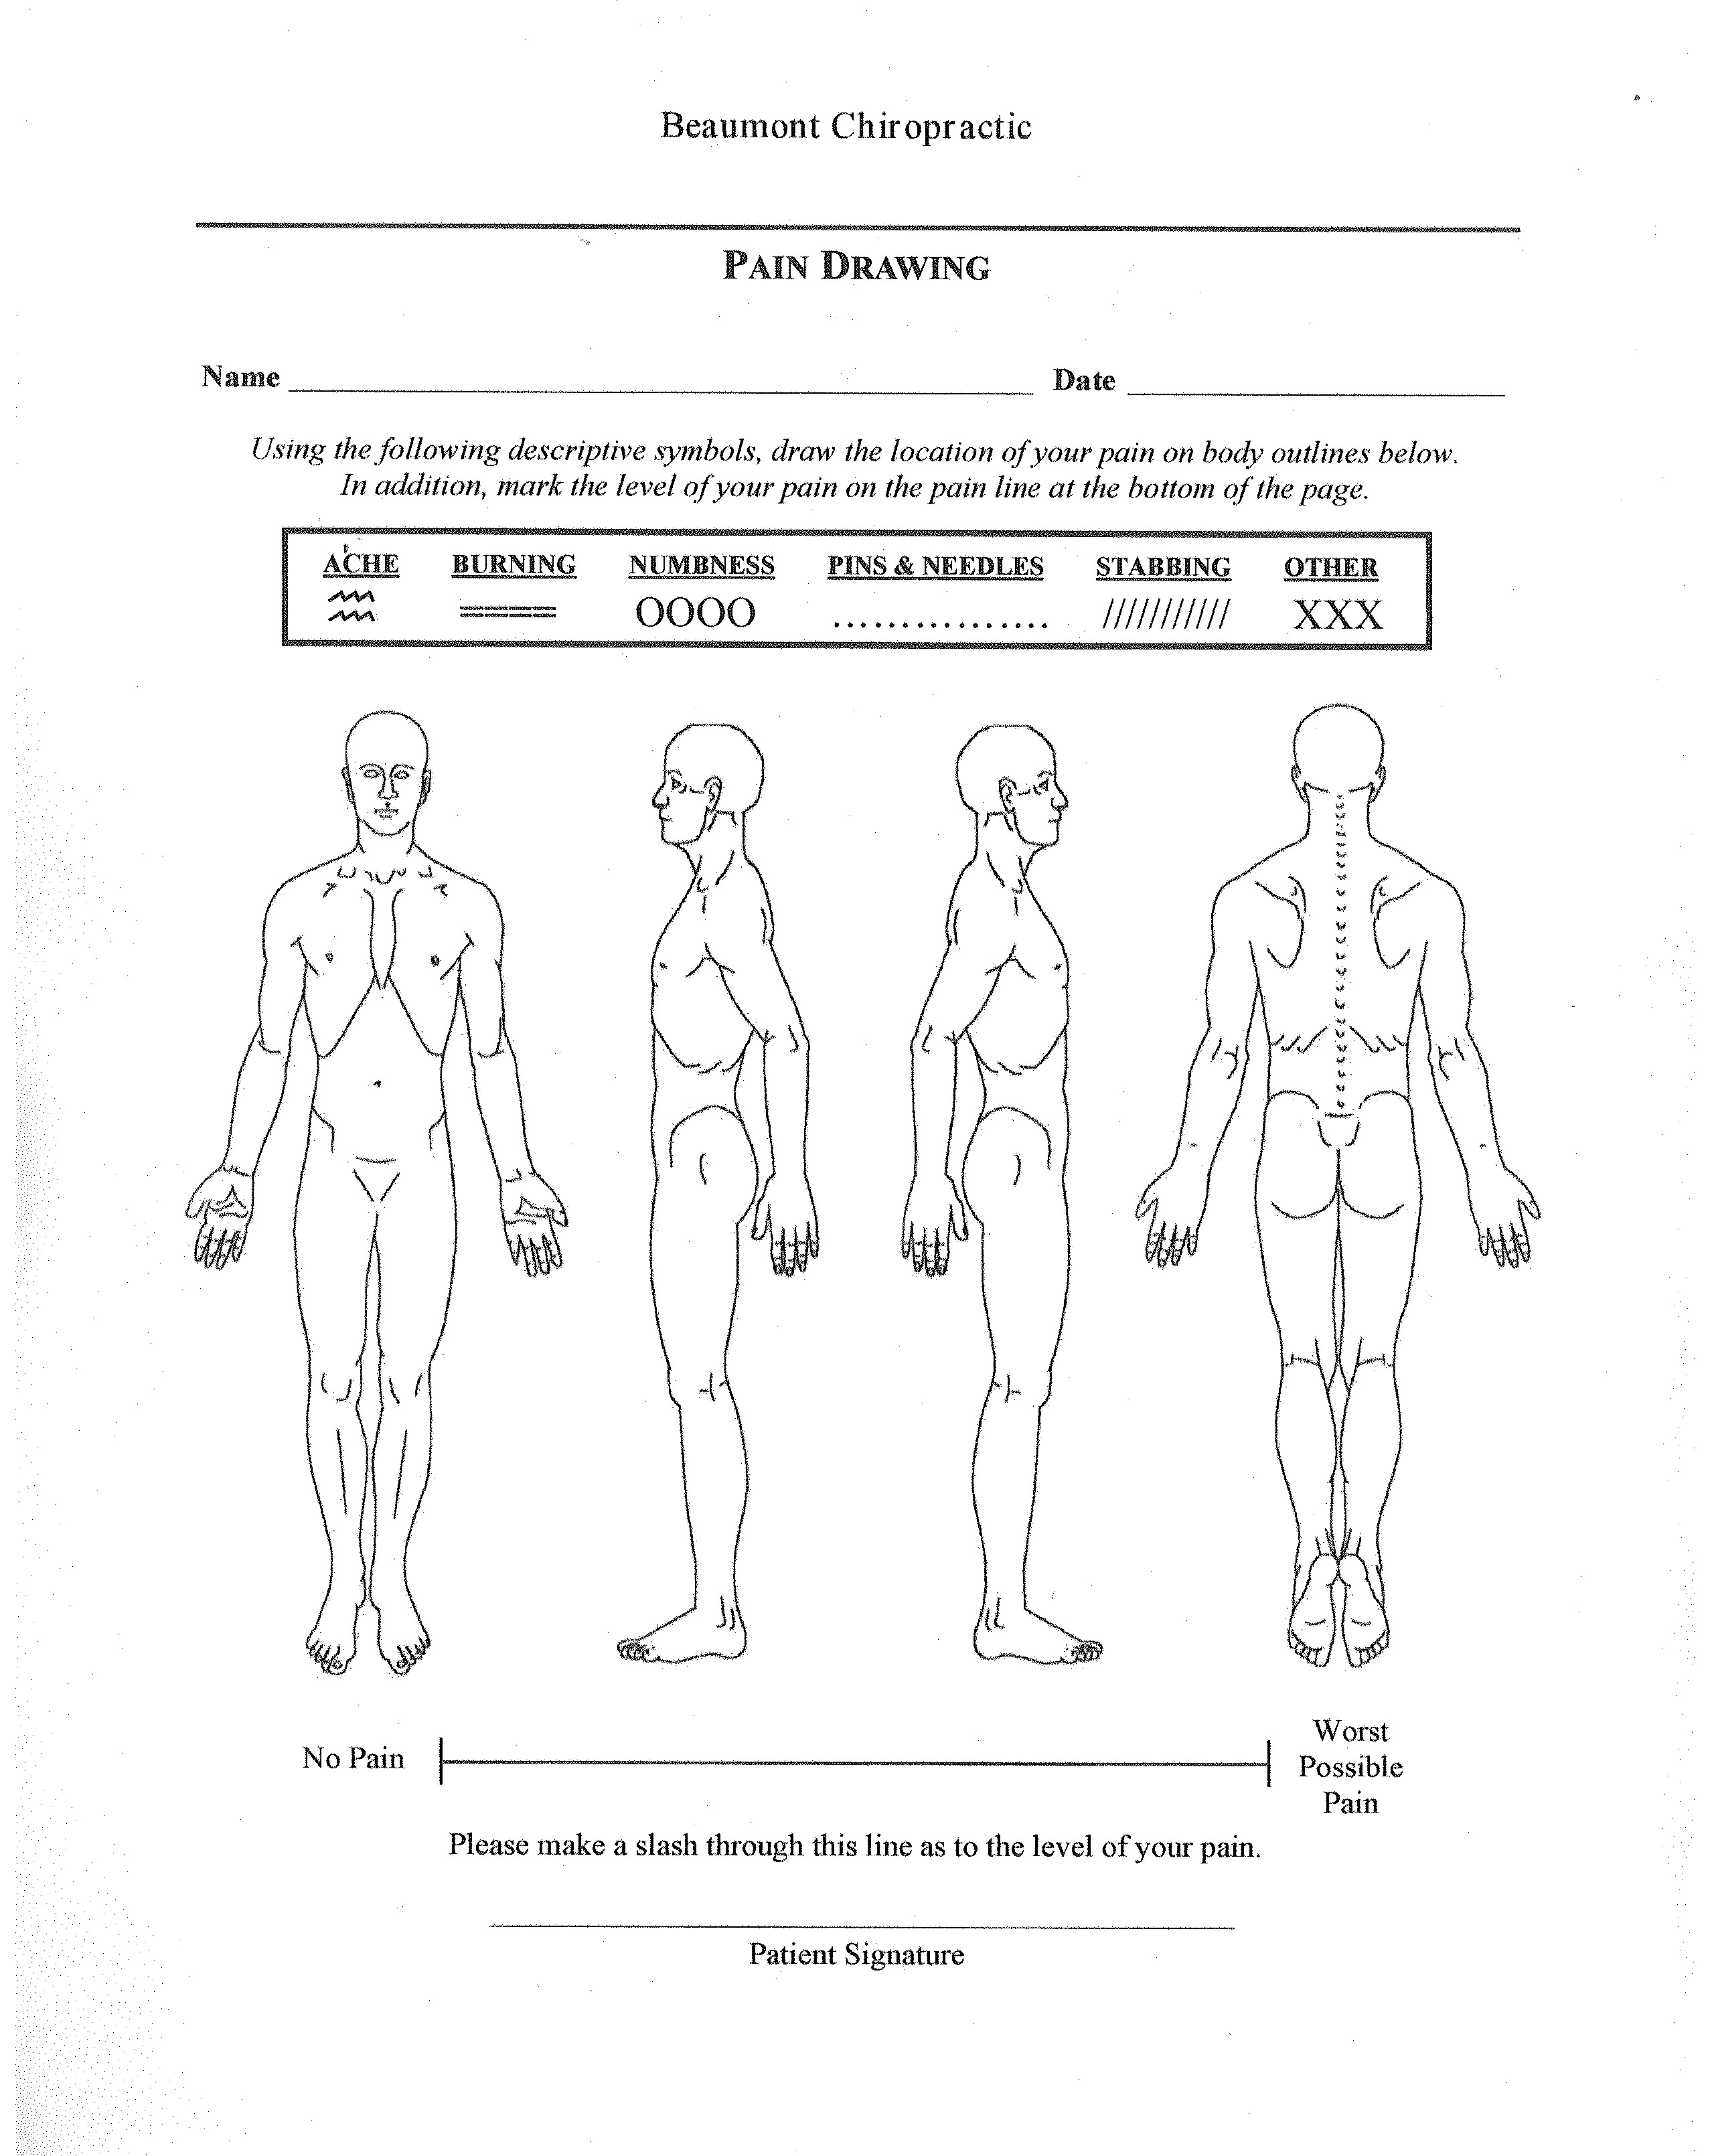 Beaumont Chiropractic
PAIN DRAWING
Name Date
Using the following descriptive symbols, draw the location of your pain on body outlines below.
In addition, mark the level of your pain on the pain line at the bottom of the page.
ACHE BURNING NUMBNESS PINS & NEEDLES STABBING OTHER
==== OOOO ................ /////////// XXX
No Pain
Worst
Possible
Pain
Please make a slash through this line as to the level of your pain.
Patient Signature